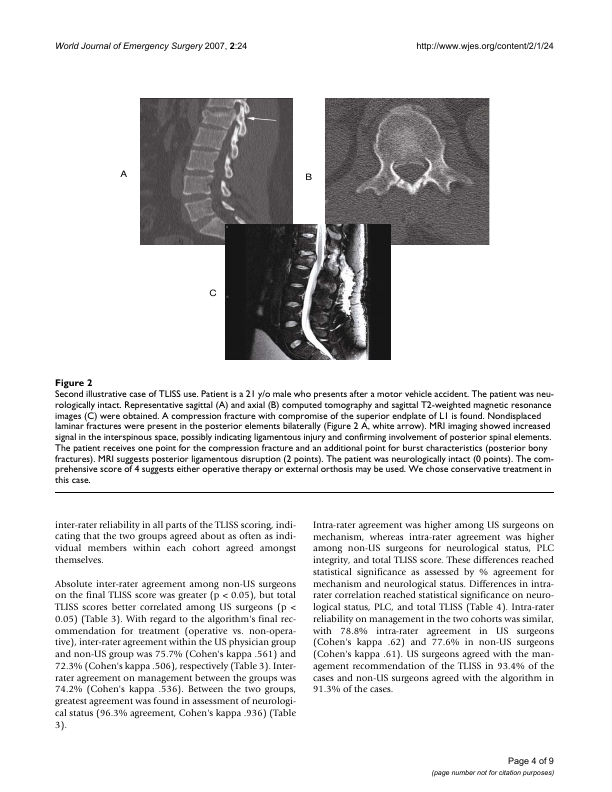 World Journal of Emergency Surgery 2007, 2:24
http://www.wjes.org/content/2/1/24
A
B
C
Figure 2
Second illustrative case of TLISS use. Patient is a 21 y/o male who presents after a motor vehicle accident. The patient was neu-
rologically intact. Representative sagittal (A) and axial (B) computed tomography and sagittal T2-weighted magnetic resonance
images (C) were obtained. A compression fracture with compromise of the superior endplate of L1 is found. Nondisplaced
laminar fractures were present in the posterior elements bilaterally (Figure 2 A, white arrow). MRI imaging showed increased
signal in the interspinous space, possibly indicating ligamentous injury and confirming involvement of posterior spinal elements.
The patient receives one point for the compression fracture and an additional point for burst characteristics (posterior bony
fractures). MRI suggests posterior ligamentous disruption (2 points). The patient was neurologically intact (0 points). The com-
prehensive score of 4 suggests either operative therapy or external orthosis may be used. We chose conservative treatment in
this case.
inter-rater reliability in all parts of the TLISS scoring, indi-
cating that the two groups agreed about as often as indi-
vidual members within each cohort agreed amongst
themselves.
Absolute inter-rater agreement among non-US surgeons
on the final TLISS score was greater (p < 0.05), but total
TLISS scores better correlated among US surgeons (p <
0.05) (Table 3). With regard to the algorithm's final rec-
ommendation for treatment (operative vs. non-opera-
tive), inter-rater agreement within the US physician group
and non-US group was 75.7% (Cohen's kappa .561) and
72.3% (Cohen's kappa .506), respectively (Table 3). Inter-
rater agreement on management between the groups was
74.2% (Cohen's kappa .536). Between the two groups,
greatest agreement was found in assessment of neurologi-
cal status (96.3% agreement, Cohen's kappa .936) (Table
3).
Intra-rater agreement was higher among US surgeons on
mechanism, whereas intra-rater agreement was higher
among non-US surgeons for neurological status, PLC
integrity, and total TLISS score. These differences reached
statistical significance as assessed by % agreement for
mechanism and neurological status. Differences in intra-
rater correlation reached statistical significance on neuro-
logical status, PLC, and total TLISS (Table 4). Intra-rater
reliability on management in the two cohorts was similar,
with 78.8% intra-rater agreement in US surgeons
(Cohen's kappa .62) and 77.6% in non-US surgeons
(Cohen's kappa .61). US surgeons agreed with the man-
agement recommendation of the TLISS in 93.4% of the
cases and non-US surgeons agreed with the algorithm in
91.3% of the cases.
Page 4 of 9
(page number not for citation purposes)